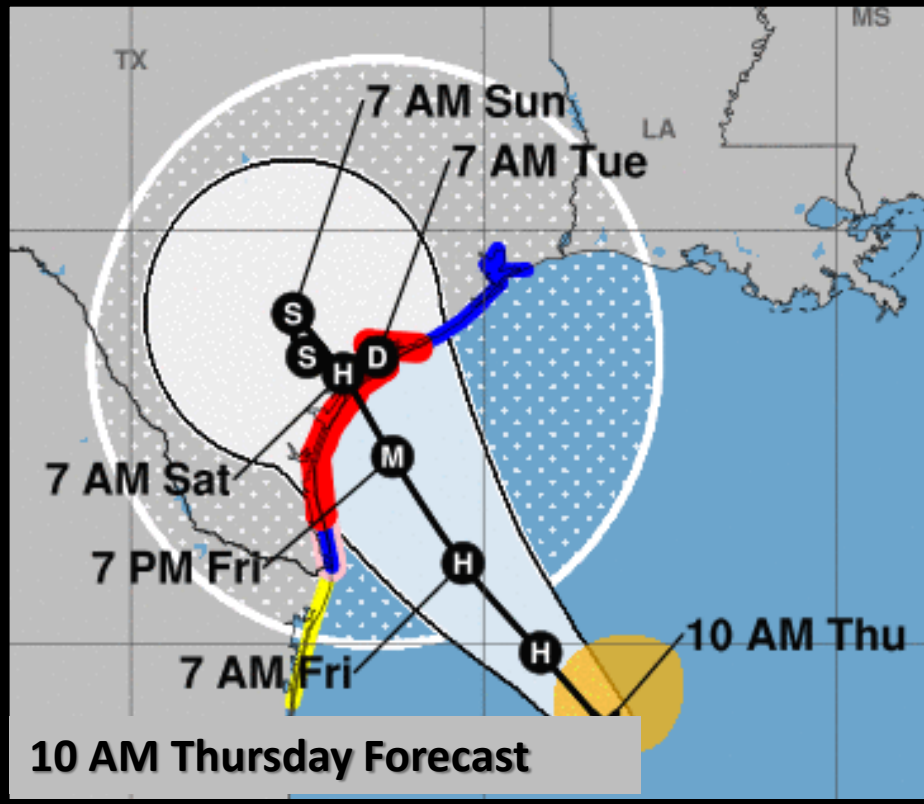 MS
TX
7 AM Sun
LA
7 AM Tue
S
S
H
D
M
7 AM Sat
7 PM Fri
H
10 AM Thu
H
7 AM Fri
10 AM Thursday Forecast